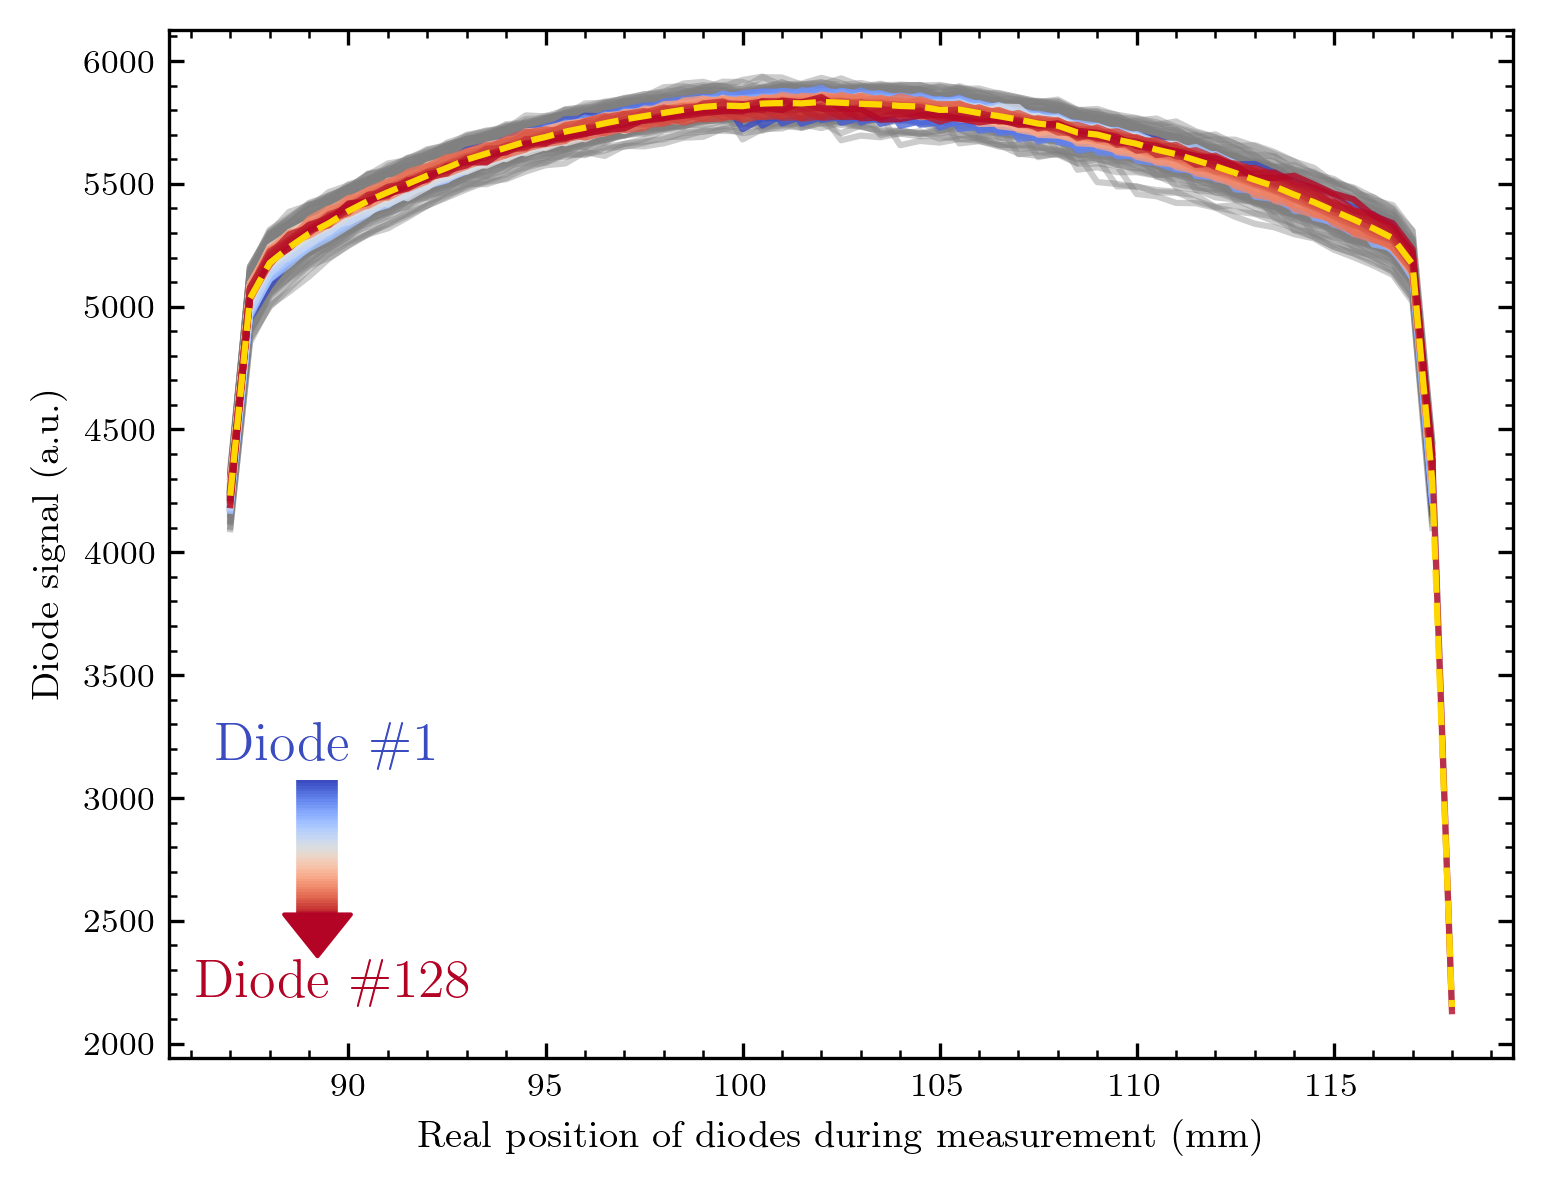 6000
5500
5000
4500
4000
3500
3000
2500
2000
Diode signal (a.u.)
Diode #1
Diode #128
90 95 100 105 110 115
Real position of diodes during measurement (mm)